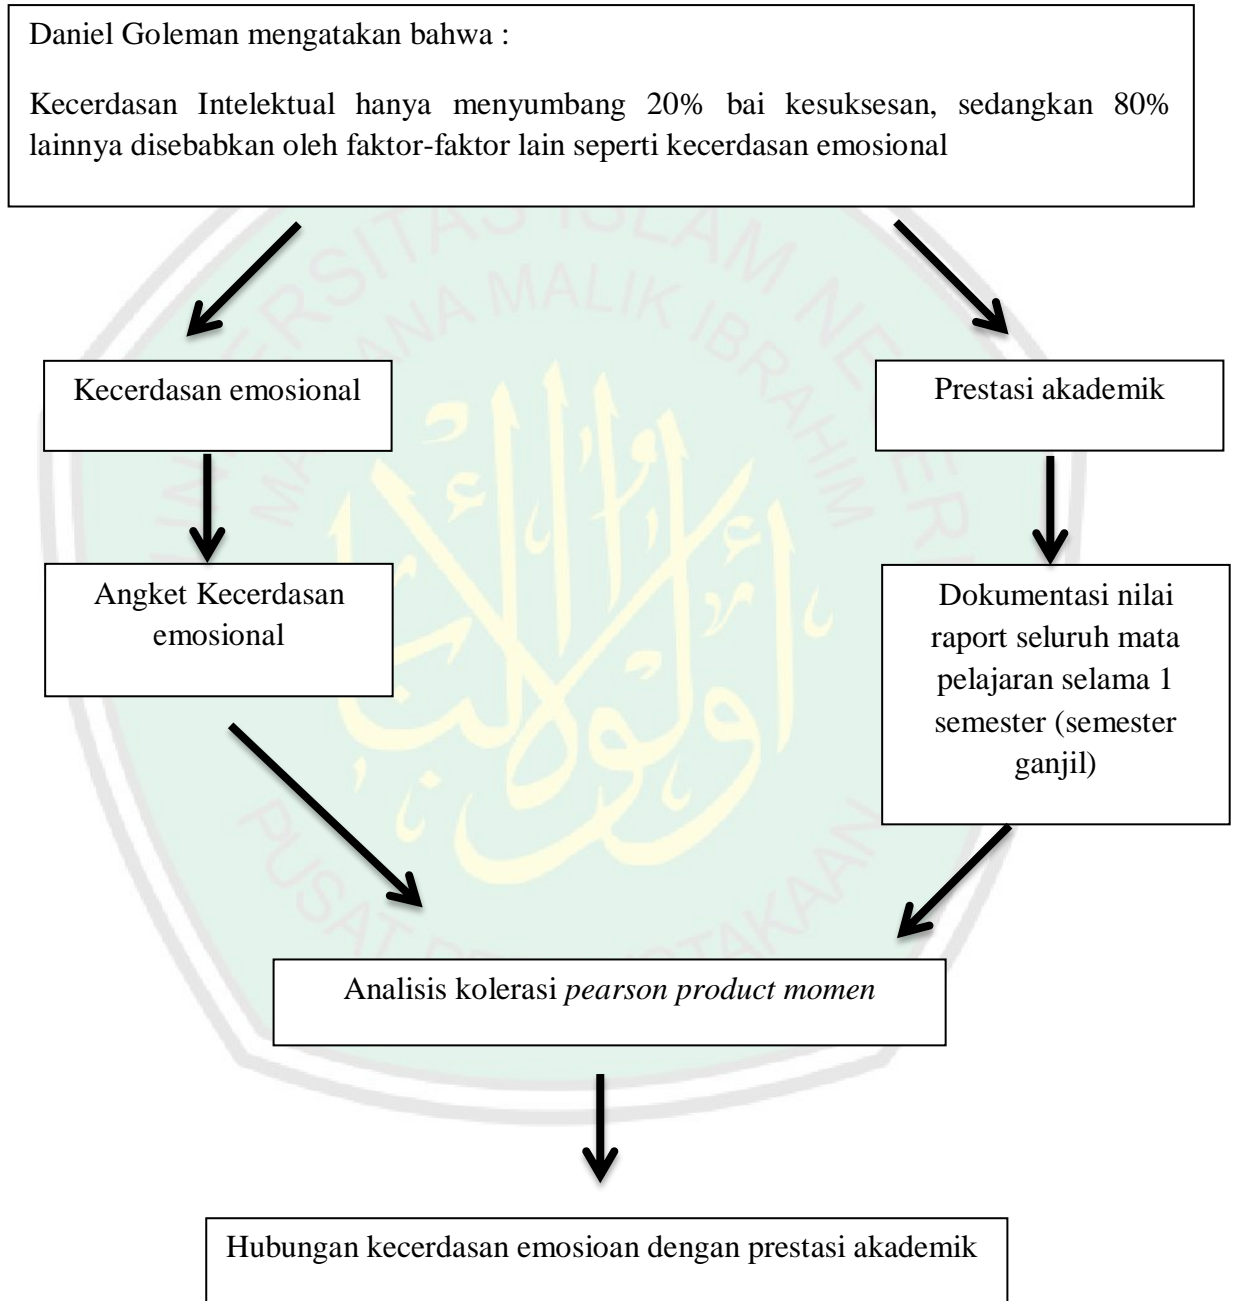 Daniel Goleman mengatakan bahwa :
Kecerdasan Intelektual hanya menyumbang 20% bai kesuksesan, sedangkan 80%
lainnya disebabkan oleh faktor-faktor lain seperti kecerdasan emosional
Kecerdasan emosional
Prestasi akademik
Angket Kecerdasan
emosional
Dokumentasi nilai
raport seluruh mata
pelajaran selama 1
semester (semester
ganjil)
Analisis kolerasi pearson product momen
Hubungan kecerdasan emosioan dengan prestasi akademik